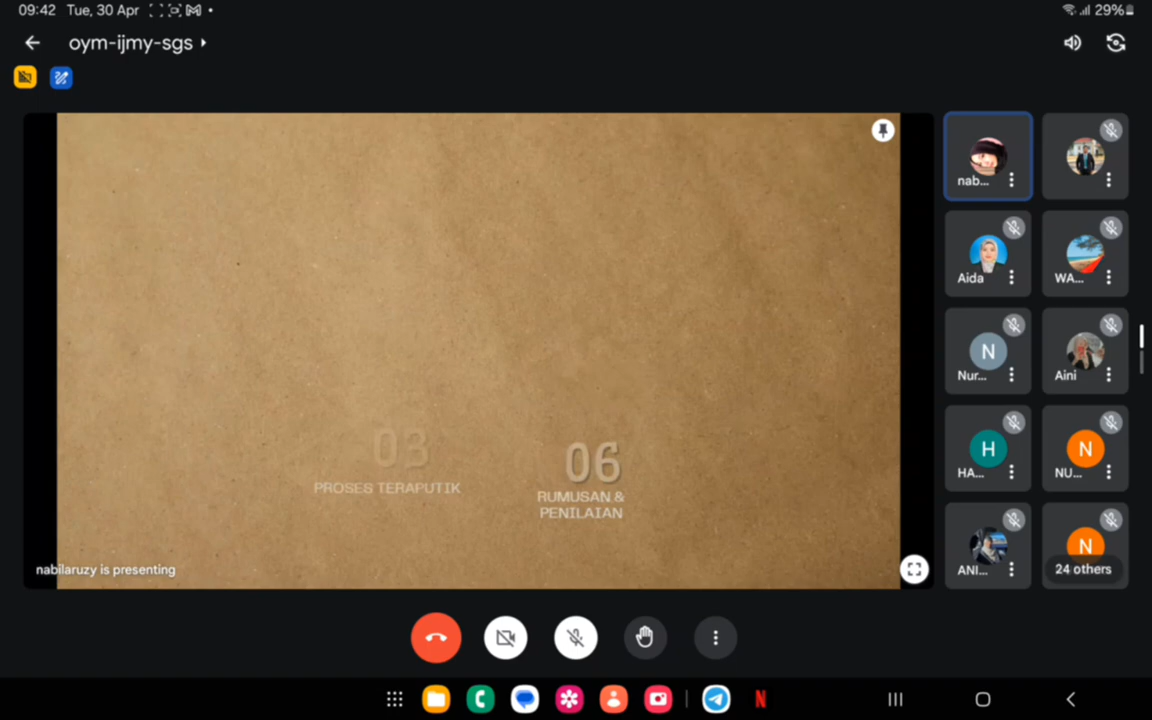 09:42 Tue, 30 Apr
29%
oym-ijmy-sgs
nab...
Aida
WA...
Nur...
Aini
N
H
HA...
N
NU...
03
PROSES TERAPUTIK
06
RUMUSAN &
PENILAIAN
ANI...
N
24 others
nabilaruzy is presenting